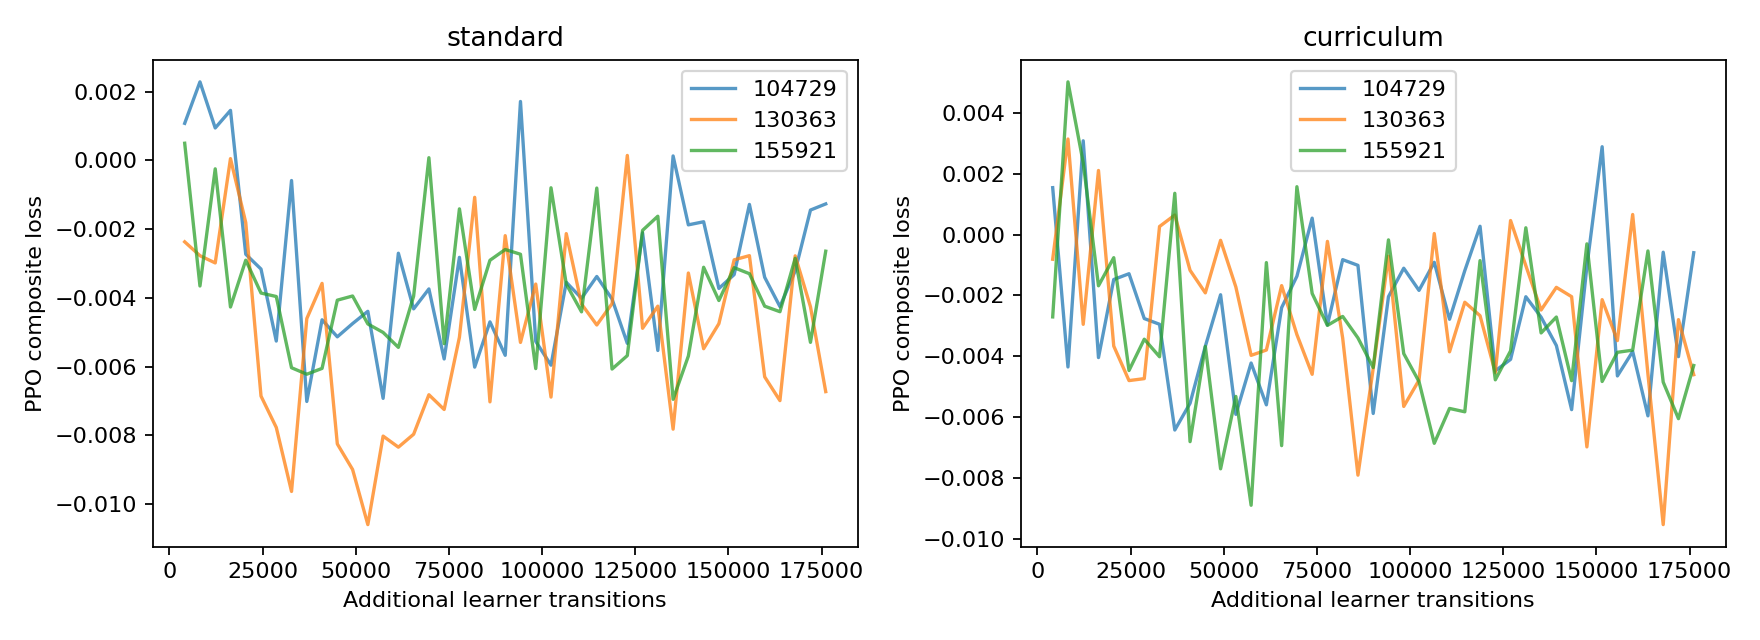 standard
PPO composite loss
0.002
0.000
−0.002
−0.004
−0.006
−0.008
−0.010
104729
130363
155921
0 25000 50000 75000 100000 125000 150000 175000
Additional learner transitions
curriculum
PPO composite loss
0.004
0.002
0.000
−0.002
−0.004
−0.006
−0.008
−0.010
104729
130363
155921
0 25000 50000 75000 100000 125000 150000 175000
Additional learner transitions